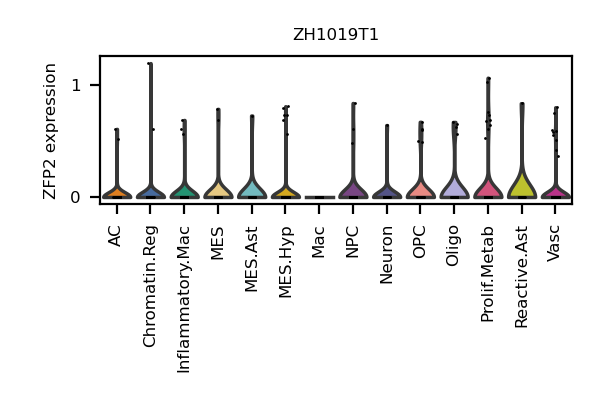 ZH1019T1
ZFP2 expression
1
0
AC
Chromatin.Reg
Inflammatory.Mac
MES
MES.Ast
MES.Hyp
Mac
NPC
Neuron
OPC
Oligo
Prolif.Metab
Reactive.Ast
Vasc